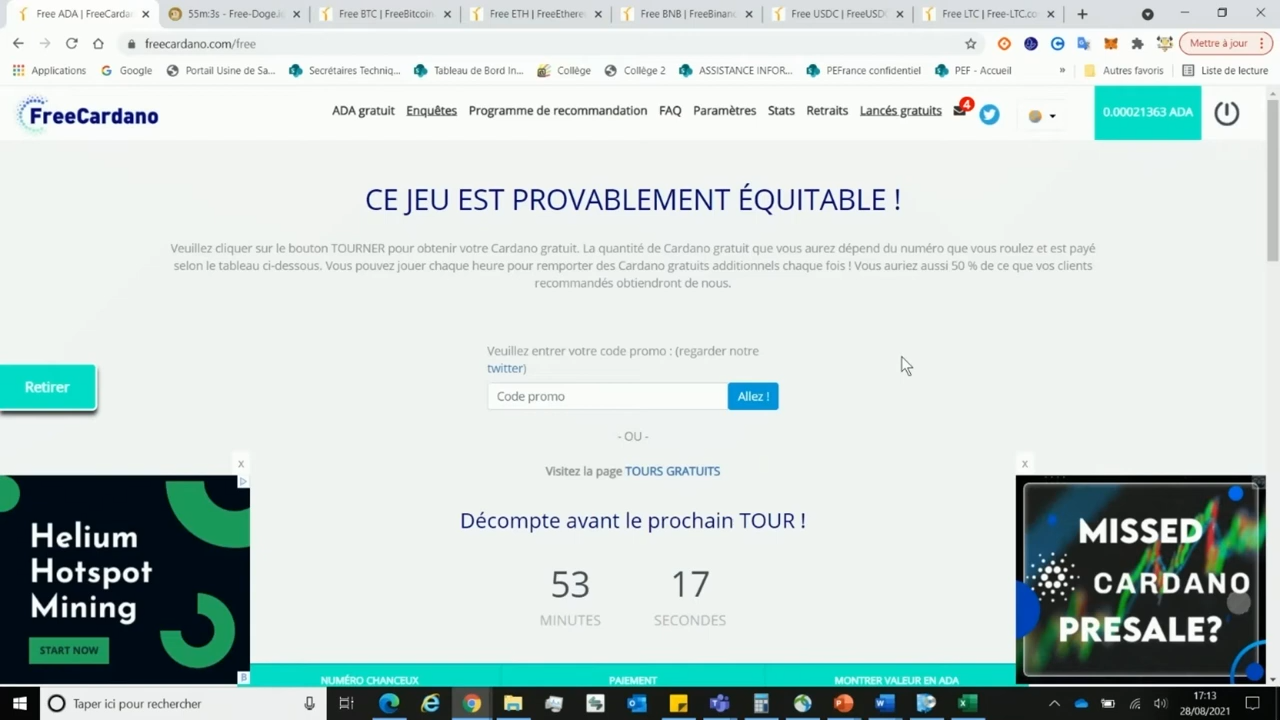 Free ADA | FreeCardan
55m:3s - Free-Doge.i
Free BTC | FreeBitcoin
Free ETH | FreeEthere
Free BNB | FreeBinanc
Free USDC | FreeUSD
Free LTC | Free-LTC.co
freecardano.com/free
Mettre à jour
Applications
Google
Portail Usine de Sa...
Secrétaires Techniq...
Tableau de Bord In...
Collège
Collège 2
ASSISTANCE INFOR...
PEFrance confidentiel
PEF - Accueil
»
Autres favoris
Liste de lecture
FreeCardano
ADA gratuit
Enquêtes
Programme de recommandation
FAQ
Paramètres
Stats
Retraits
Lancés gratuits
4
0.00021363 ADA
CE JEU EST PROVABLEMENT ÉQUITABLE !
Veuillez cliquer sur le bouton TOURNER pour obtenir votre Cardano gratuit. La quantité de Cardano gratuit que vous aurez dépend du numéro que vous roulez et est payé
selon le tableau ci-dessous. Vous pouvez jouer chaque heure pour remporter des Cardano gratuits additionnels chaque fois ! Vous auriez aussi 50 % de ce que vos clients
recommandés obtiendront de nous.
Veuillez entrer votre code promo : (regarder notre
twitter)
Retirer
Code promo
Allez !
- OU -
Visitez la page TOURS GRATUITS
X
X
Helium
Hotspot
Mining
START NOW
MISSED
CARDANO
PRESALE?
Décompte avant le prochain TOUR !
53
17
MINUTES
SECONDES
NUMÉRO CHANCEUX
PAIEMENT
MONTRER VALEUR EN ADA
Taper ici pour rechercher
17:13
28/08/2021